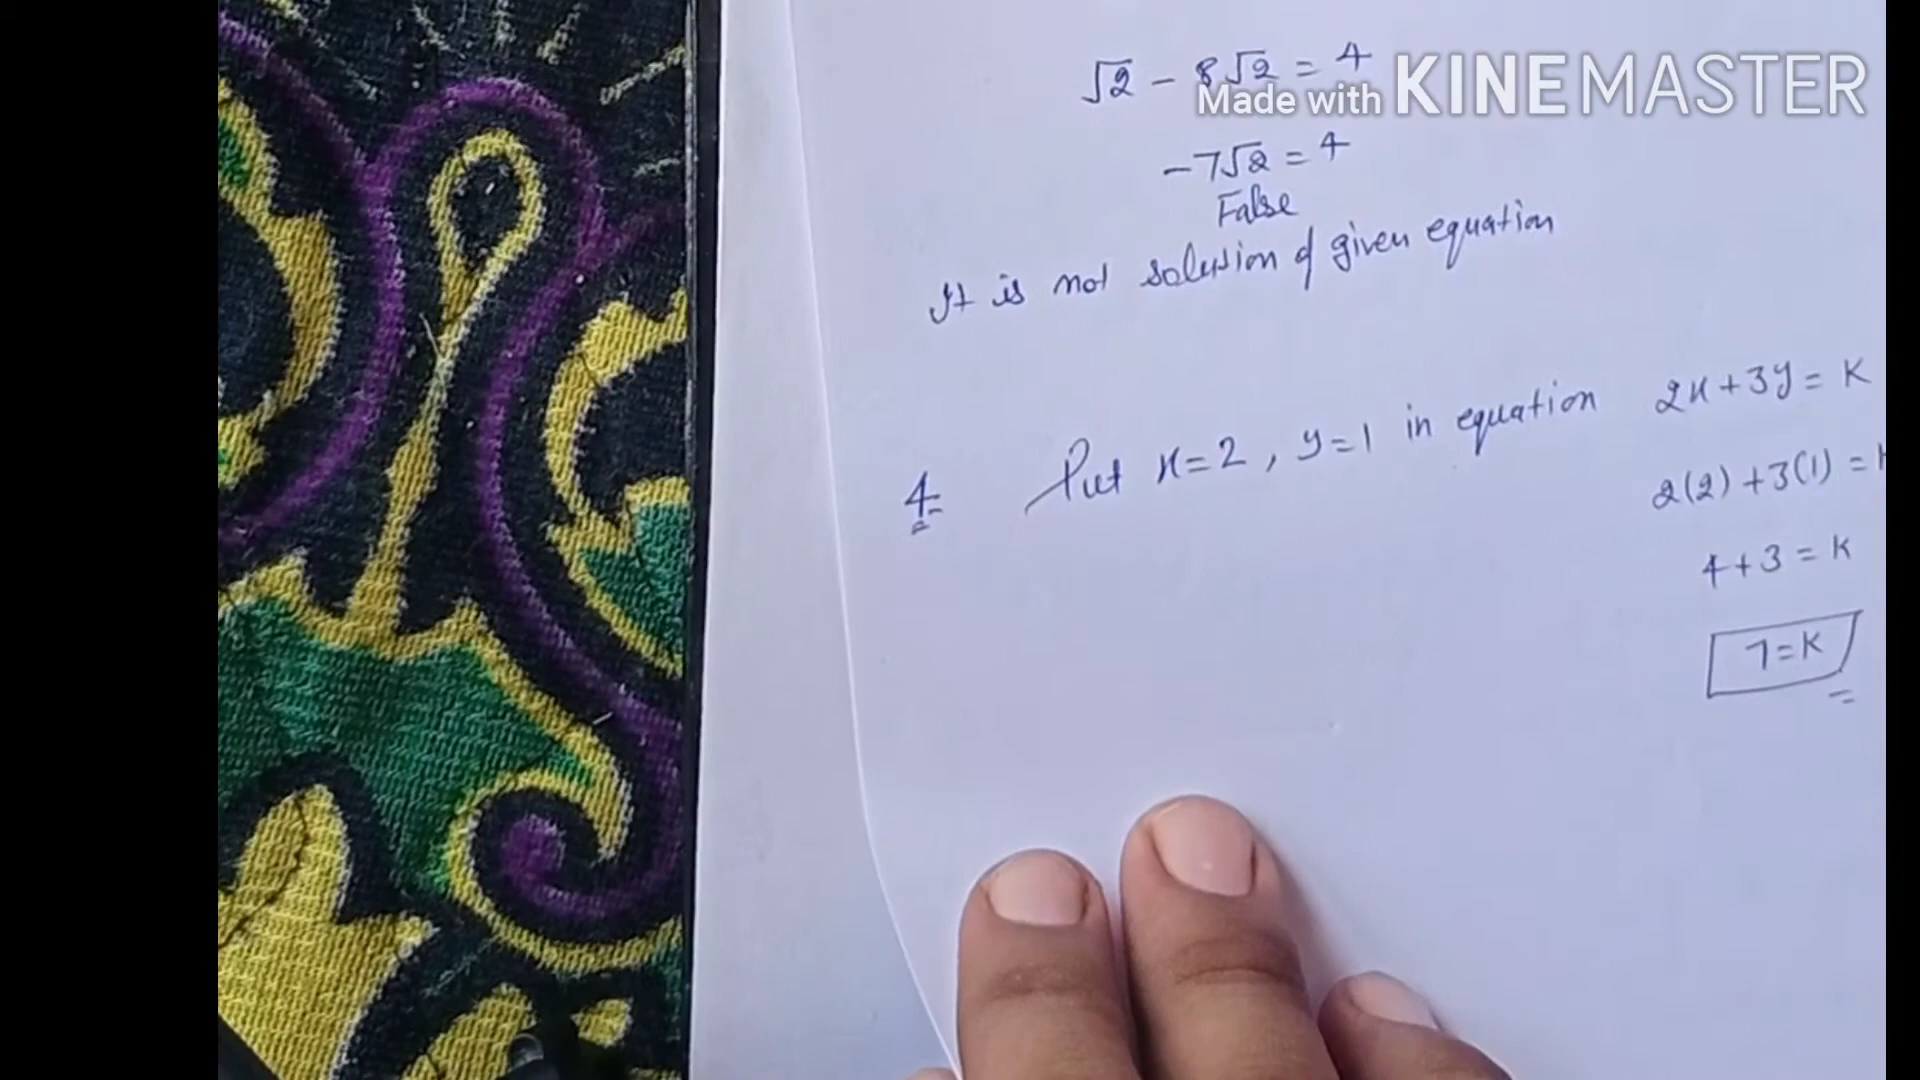 √2 - 8√2 = 4
Made with KINEMASTER
-7√2 = 4
False
It is not solution of given equation
4 Put x=2, y=1 in equation 2x+3y = K
2(2)+3(1) = K
4+3 = K
7=K